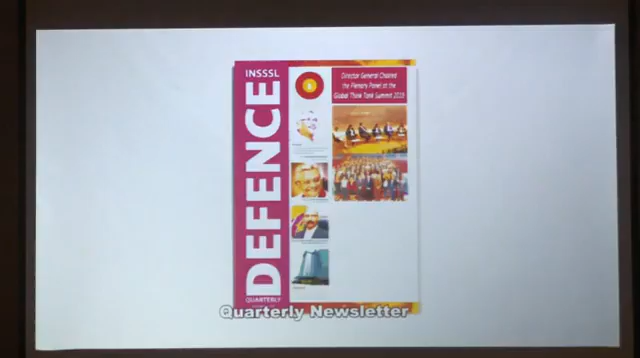 INSSSL
DEFENCE
QUARTERLY
Director General Chaired
the Plenary Panel at the
Global Think Tank Summit 2019
Quarterly Newsletter